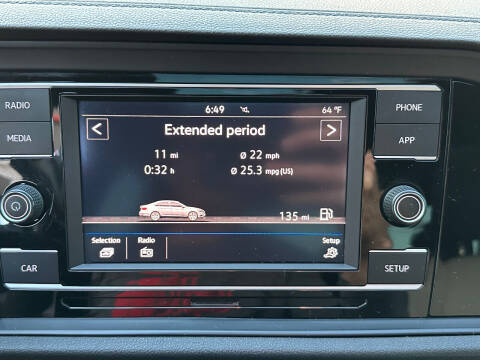 RADIO
MEDIA
CAR
6:49 64 °F
<
Extended period
>
11 mi ø 22 mph
0:32 h ø 25.3 mpg (US)
135 mi
Selection Radio Setup
PHONE
APP
SETUP